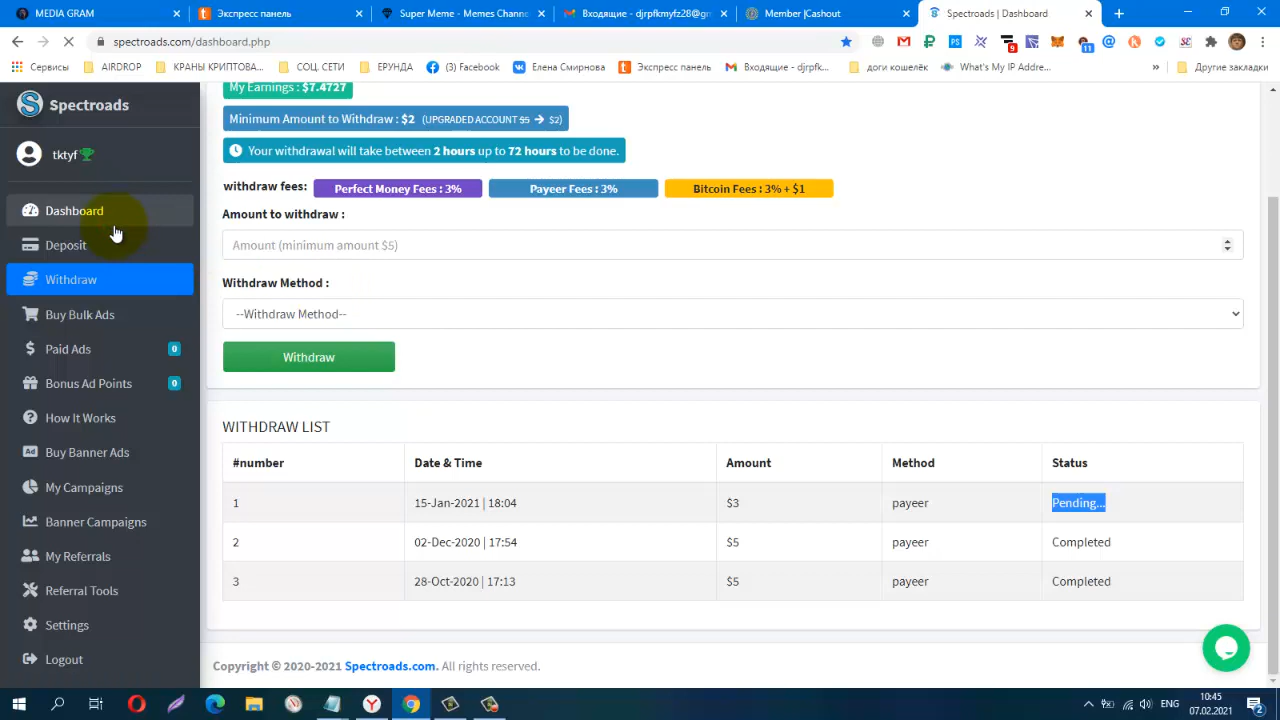 MEDIA GRAM
Экспресс панель
Super Meme - Memes Channe
Входящие - djrpfkmyfz28@gm
Member |Cashout
Spectroads | Dashboard
spectroads.com/dashboard.php
9
11
Сервисы
AIRDROP
КРАНЫ КРИПТОВА...
СОЦ. СЕТИ
ЕРУНДА
(3) Facebook
Елена Смирнова
Экспресс панель
Входящие - djrpfk...
доги кошелёк
What's My IP Addre...
Другие закладки
Spectroads
tktyf
Dashboard
Deposit
Withdraw
Buy Bulk Ads
Paid Ads 0
Bonus Ad Points 0
How It Works
Buy Banner Ads
My Campaigns
Banner Campaigns
My Referrals
Referral Tools
Settings
Logout
My Earnings : $7.4727
Minimum Amount to Withdraw : $2 (UPGRADED ACCOUNT $5 → $2)
Your withdrawal will take between 2 hours up to 72 hours to be done.
withdraw fees: Perfect Money Fees : 3% Payeer Fees : 3% Bitcoin Fees : 3% + $1
Amount to withdraw :
Amount (minimum amount $5)
Withdraw Method :
--Withdraw Method--
Withdraw
WITHDRAW LIST
#number Date & Time Amount Method Status
1 15-Jan-2021 | 18:04 $3 payeer Pending...
2 02-Dec-2020 | 17:54 $5 payeer Completed
3 28-Oct-2020 | 17:13 $5 payeer Completed
Copyright © 2020-2021 Spectroads.com. All rights reserved.
ENG
10:45
07.02.2021
2